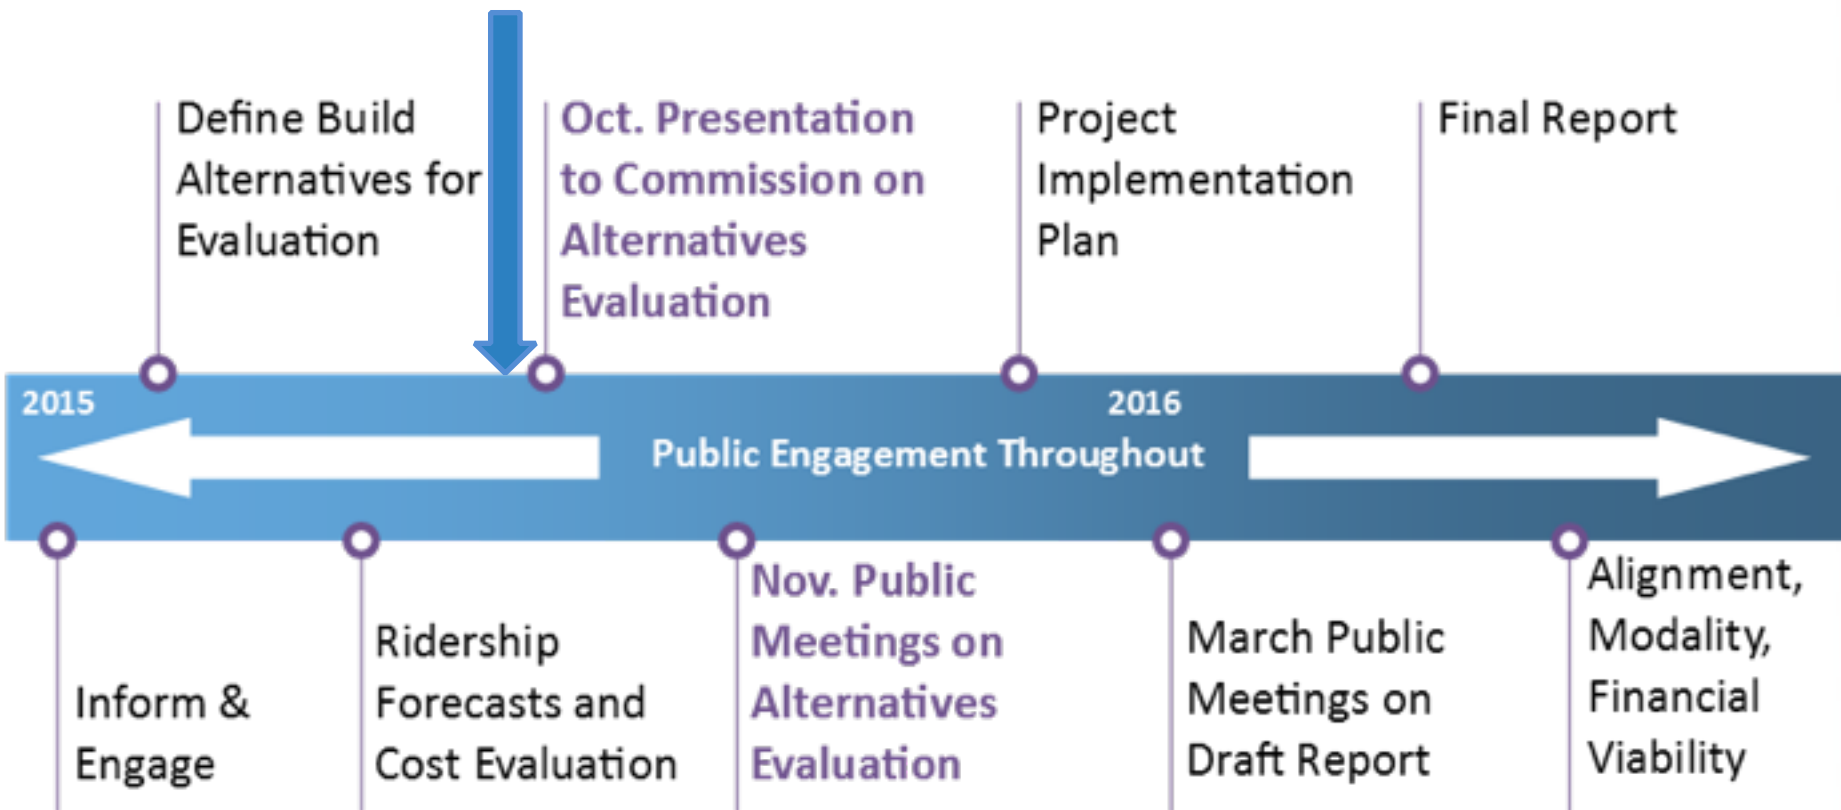 Define Build
Alternatives for
Evaluation
Oct. Presentation
to Commission on
Alternatives
Evaluation
Project
Implementation
Plan
Final Report
2015
2016
Public Engagement Throughout
Inform &
Engage
Ridership
Forecasts and
Cost Evaluation
Nov. Public
Meetings on
Alternatives
Evaluation
March Public
Meetings on
Draft Report
Alignment,
Modality,
Financial
Viability